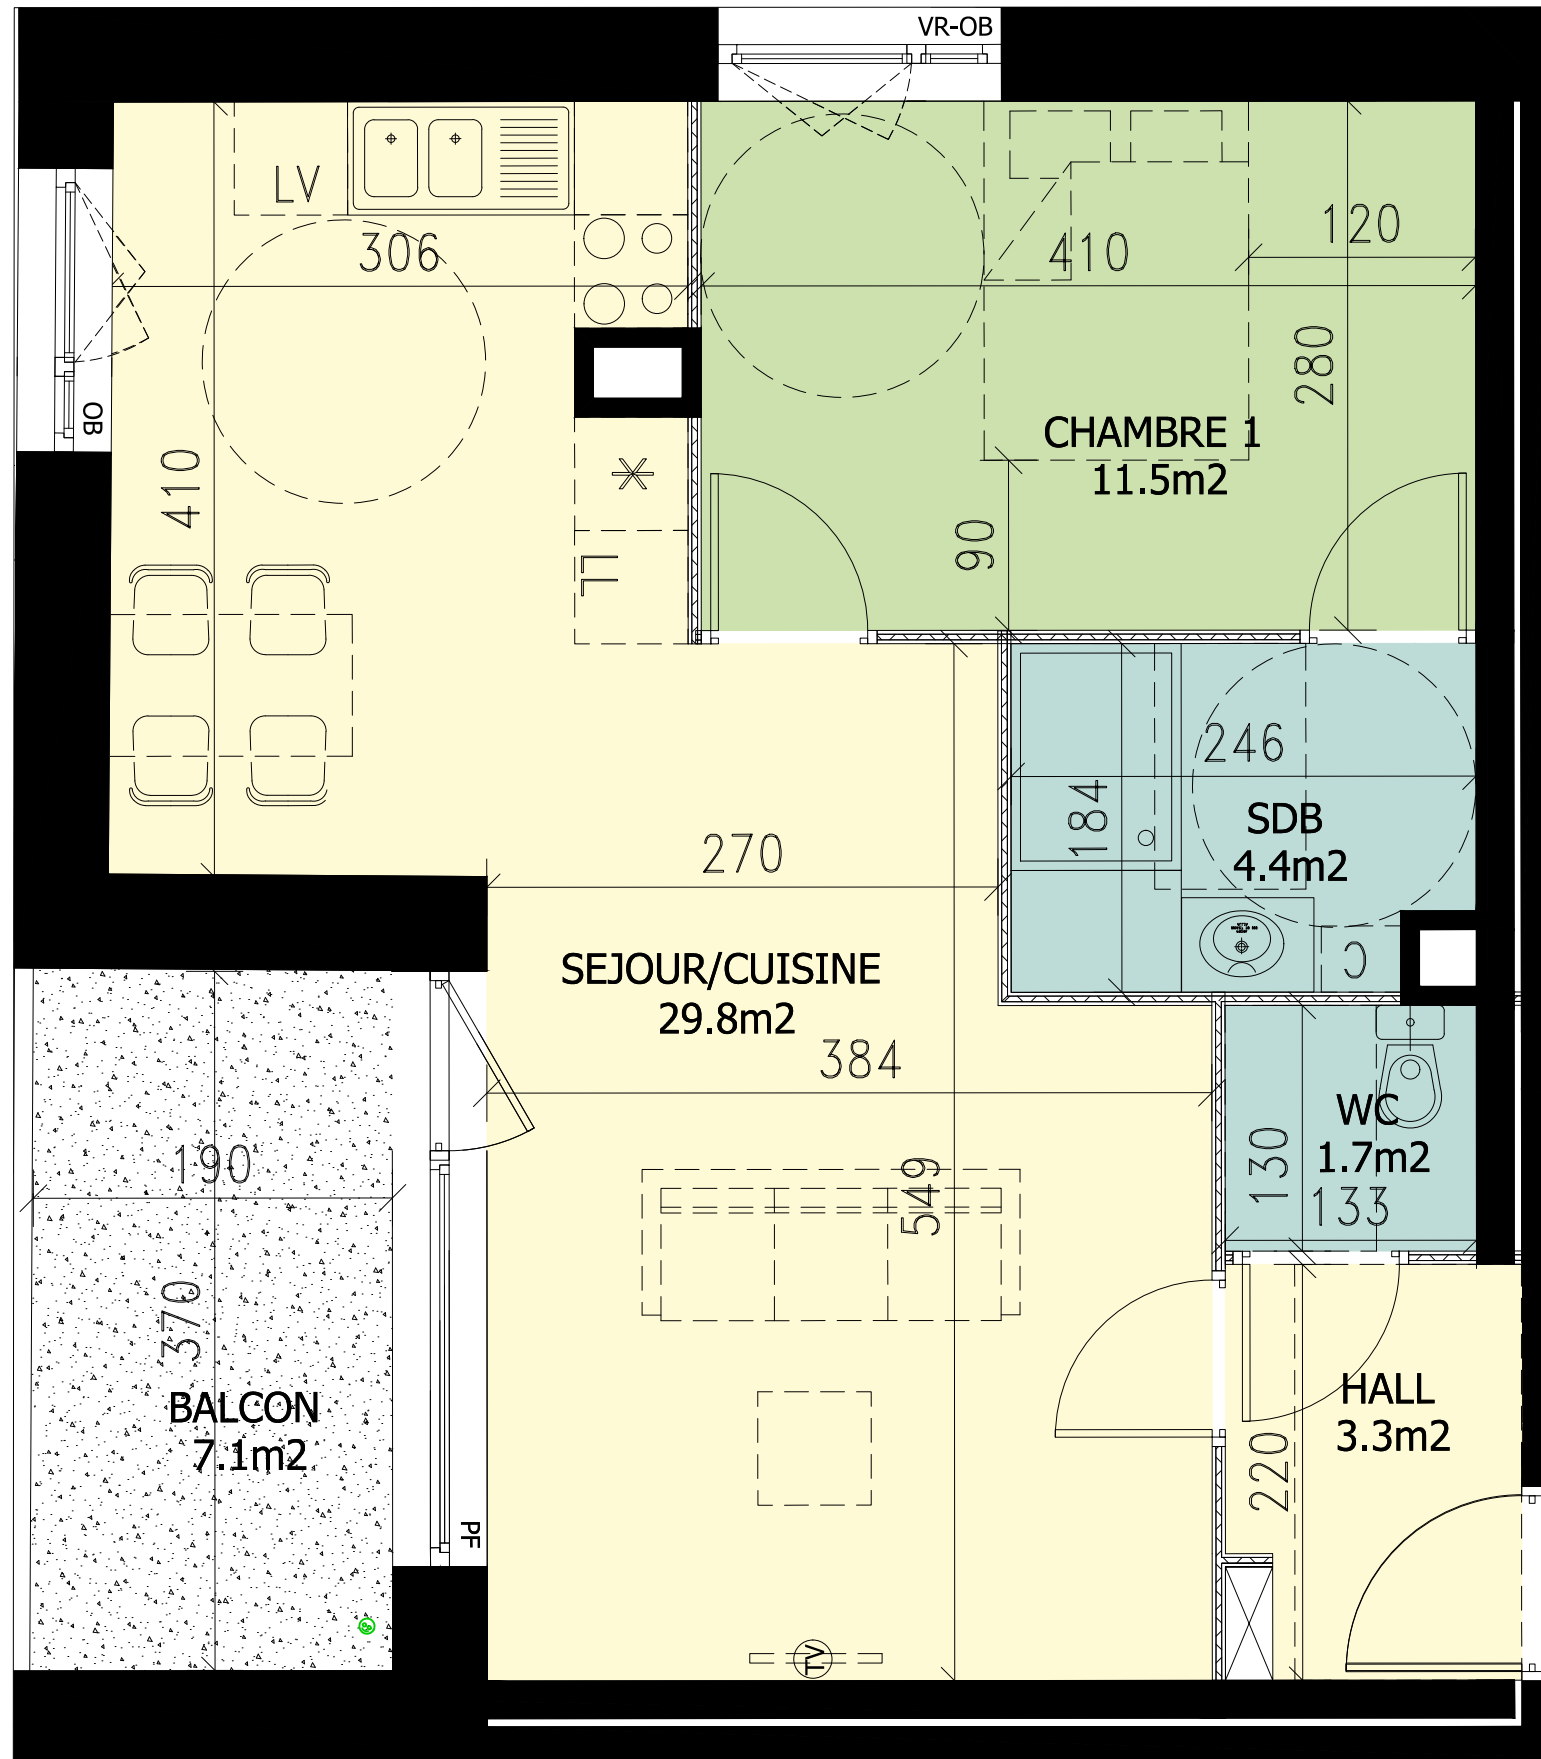 VR-OB
LV
306
410
120
280
OB
CHAMBRE 1
11.5m2
410
90
LL
246
184
SDB
4.4m2
270
SEJOUR/CUISINE
29.8m2
C
384
WC
1.7m2
130
133
190
549
370
BALCON
7.1m2
HALL
3.3m2
220
PF
TV